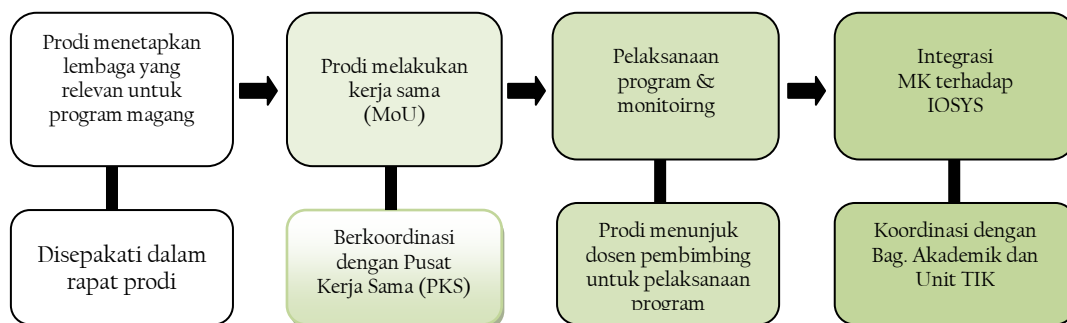 Prodi menetapkan
lembaga yang
relevan untuk
program magang
Prodi melakukan
kerja sama
(MoU)
Pelaksanaan
program &
monitoirng
Integrasi
MK terhadap
IOSYS
Disepakati dalam
rapat prodi
Berkoordinasi
dengan Pusat
Kerja Sama (PKS)
Prodi menunjuk
dosen pembimbing
untuk pelaksanaan
program
Koordinasi dengan
Bag. Akademik dan
Unit TIK